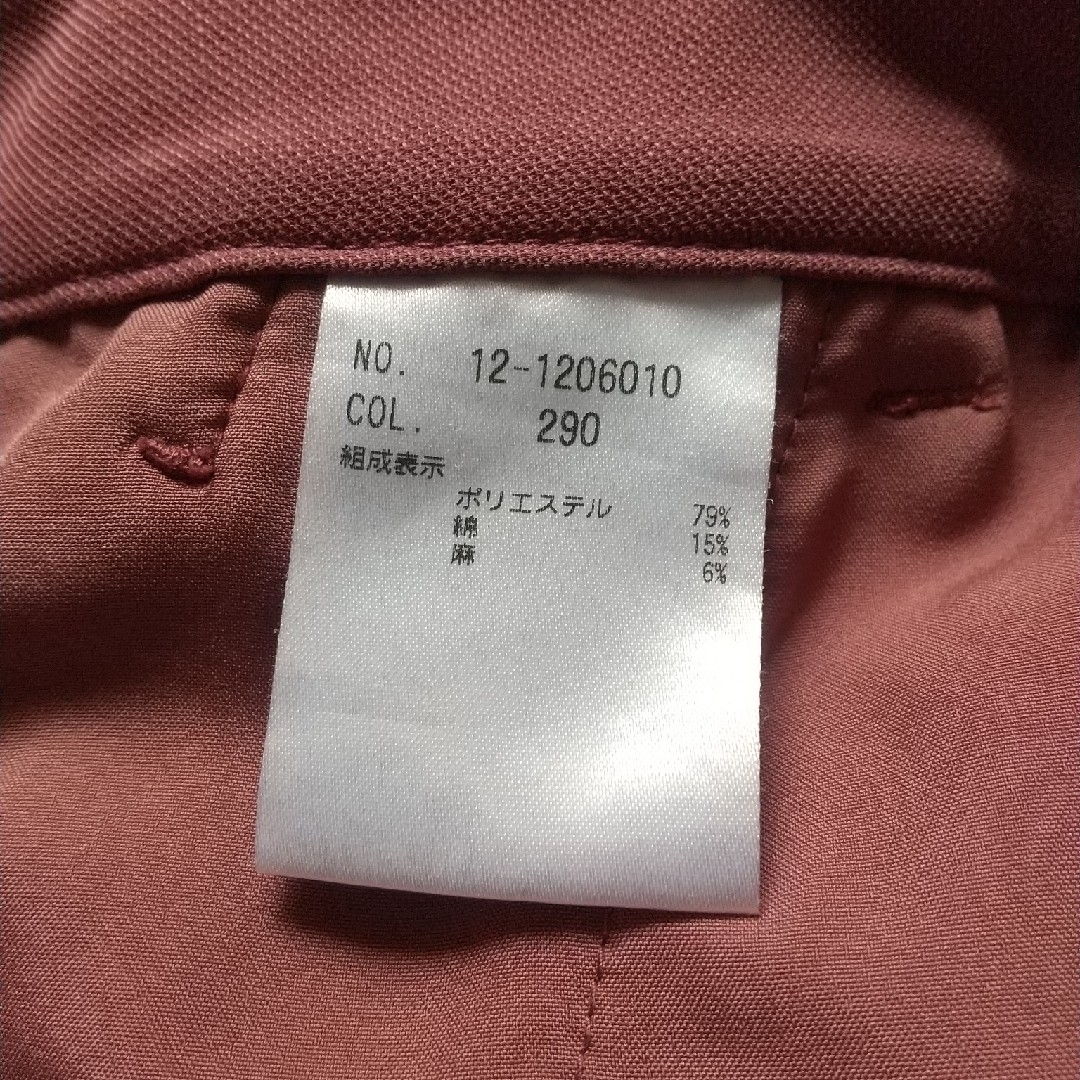 NO. 12-1206010
COL. 290
組成表示
ポリエステル 79%
綿 15%
麻 6%